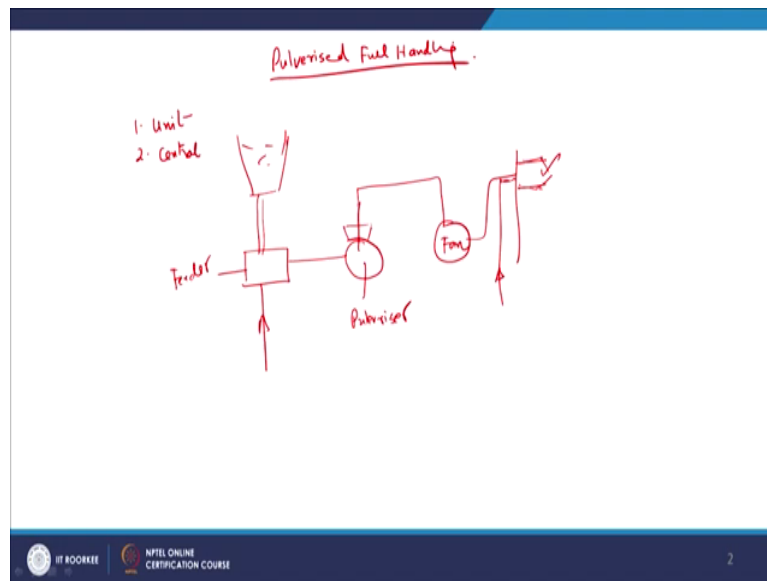 Pulverised Fuel Handling.
1. Unit
2. Central
Feeder
Pulveriser
Fan
IIT ROORKEE
NPTEL ONLINE
CERTIFICATION COURSE
2